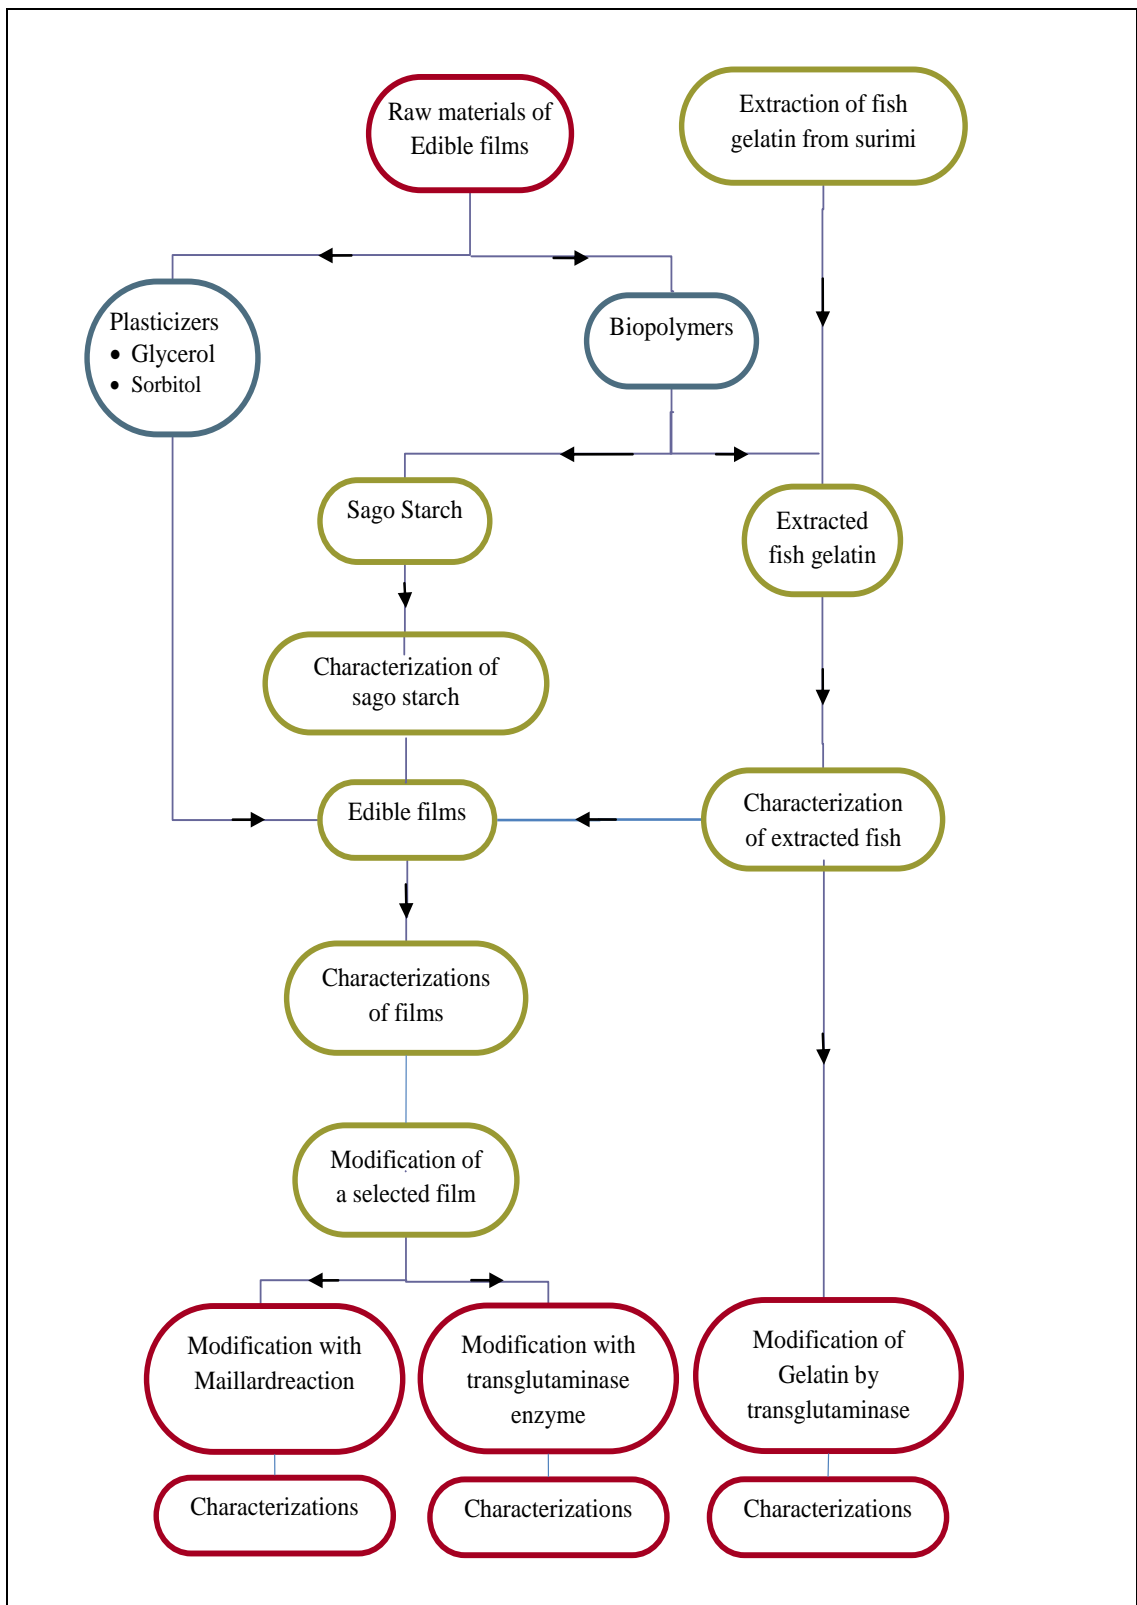 Raw materials of
Edible films
Extraction of fish
gelatin from surimi
Plasticizers
• Glycerol
• Sorbitol
Biopolymers
Sago Starch
Extracted
fish gelatin
Characterization of
sago starch
Edible films
Characterization
of extracted fish
Characterizations
of films
Modification of
a selected film
Modification with
Maillardreaction
Modification with
transglutaminase
enzyme
Modification of
Gelatin by
transglutaminase
Characterizations
Characterizations
Characterizations